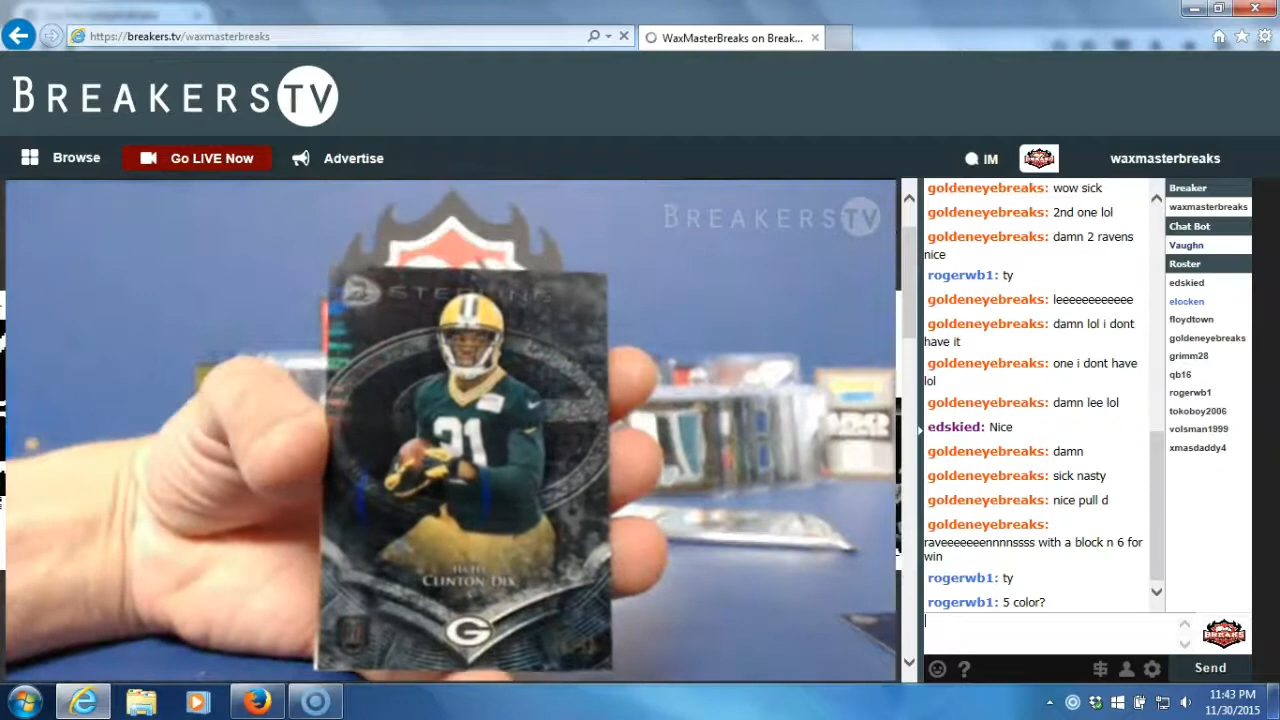 https://breakers.tv/waxmasterbreaks
WaxMasterBreaks on Break...
BREAKERS TV
Browse
Go LIVE Now
Advertise
IM
waxmasterbreaks
BREAKERS TV
STERLING
21
CLINTON-DIX
G
goldeneyebreaks: wow sick
goldeneyebreaks: 2nd one lol
goldeneyebreaks: damn 2 ravens
nice
rogerwb1: ty
goldeneyebreaks: leeeeeeeeeeee
goldeneyebreaks: damn lol i dont
have it
goldeneyebreaks: one i dont have
lol
goldeneyebreaks: damn lee lol
edskied: Nice
goldeneyebreaks: damn
goldeneyebreaks: sick nasty
goldeneyebreaks: nice pull d
goldeneyebreaks:
raveeeeeeennnnssss with a block n 6 for
win
rogerwb1: ty
rogerwb1: 5 color?
Breaker
waxmasterbreaks
Chat Bot
Vaughn
Roster
edskied
elocken
floydtown
goldeneyebreaks
grimm28
qb16
rogerwb1
tokoboy2006
volsman1999
xmasdaddy4
BREAKS
Send
11:43 PM
11/30/2015